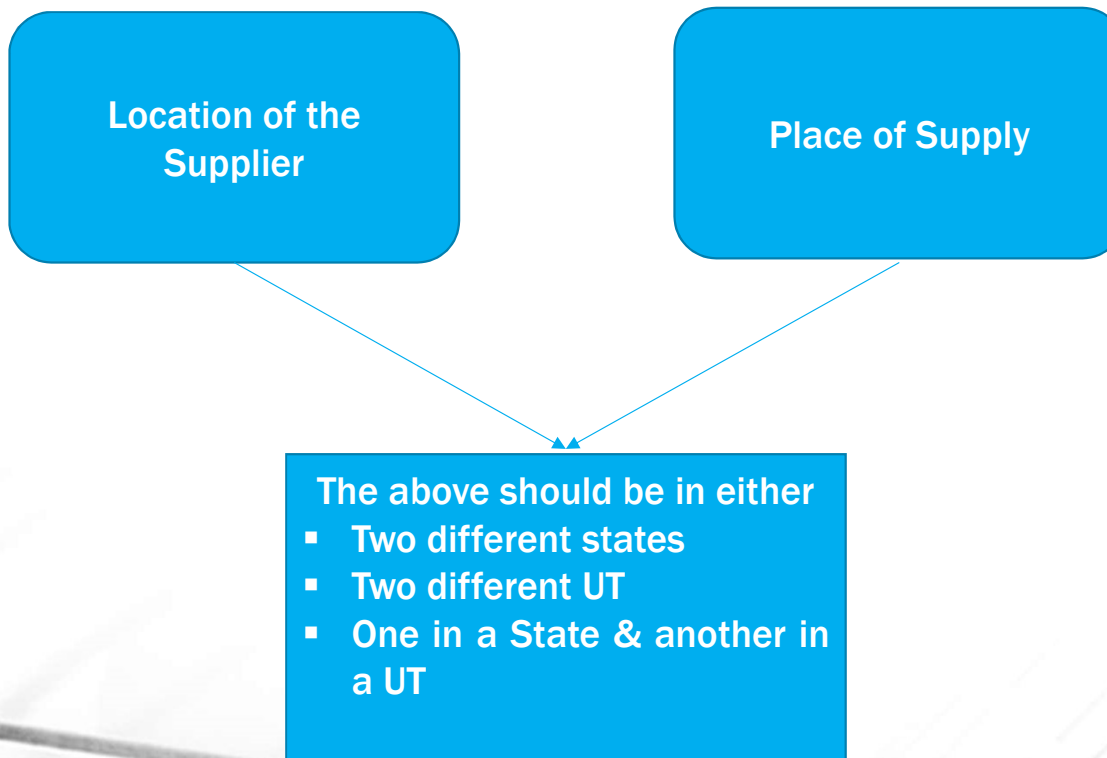 Location of the
Supplier
Place of Supply
The above should be in either
▪ Two different states
▪ Two different UT
▪ One in a State & another in
a UT